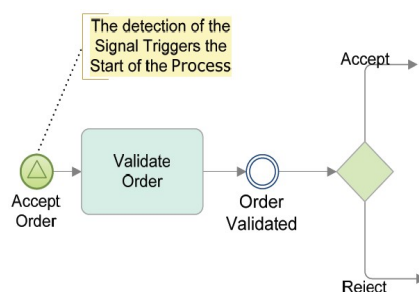 The detection of the
Signal Triggers the
Start of the Process
Accept
Validate
Order
Accept
Order
Order
Validated
Reject